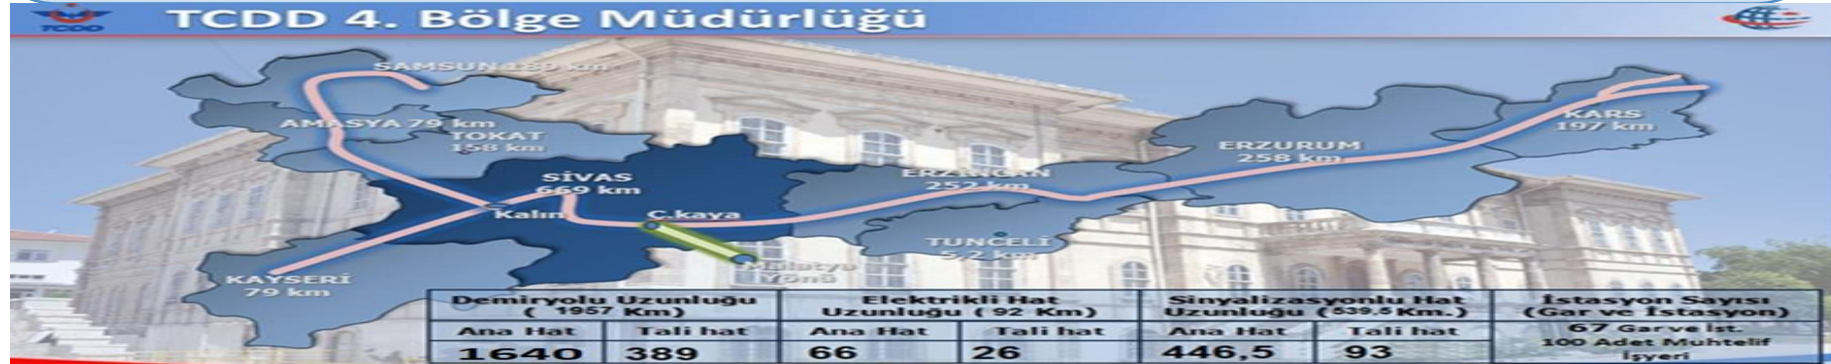 TCDD
TCDD 4. Bölge Müdürlüğü
SAMSUN 189 km
AMASYA 79 km
TOKAT
158 km
SİVAS
669 km
Kalın
Ç.kaya
Malatya
Yönü
KAYSERİ
79 km
ERZİNCAN
252 km
TUNCELİ
5,2 km
ERZURUM
258 km
KARS
197 km
Demiryolu Uzunluğu
( 1957 Km)
Elektrikli Hat
Uzunluğu ( 92 Km)
Sinyalizasyonlu Hat
Uzunluğu (539,5Km.)
İstasyon Sayısı
(Gar ve İstasyon)
Ana Hat
Tali hat
Ana Hat
Tali hat
Ana Hat
Tali hat
67 Gar ve İst.
100 Adet Muhtelif
İşyeri
1640
389
66
26
446,5
93